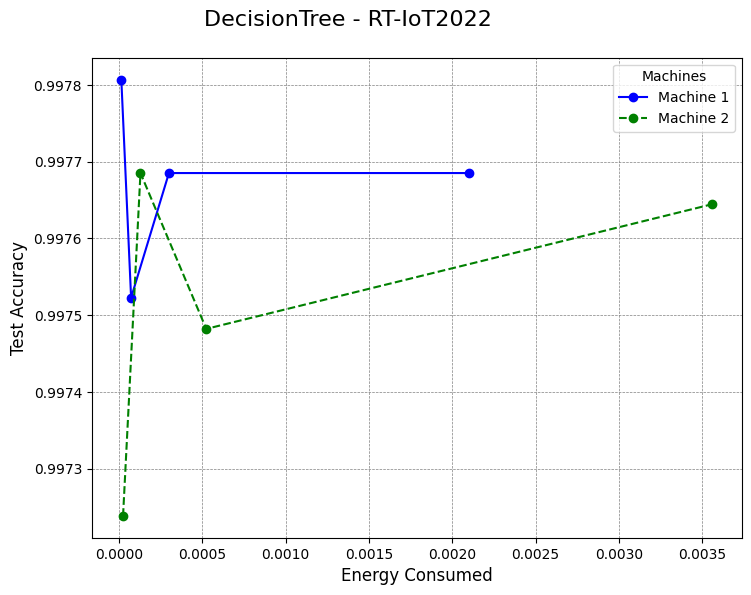 DecisionTree - RT-IoT2022
Machines
Machine 1
Machine 2
Test Accuracy
0.9978
0.9977
0.9976
0.9975
0.9974
0.9973
0.0000 0.0005 0.0010 0.0015 0.0020 0.0025 0.0030 0.0035
Energy Consumed